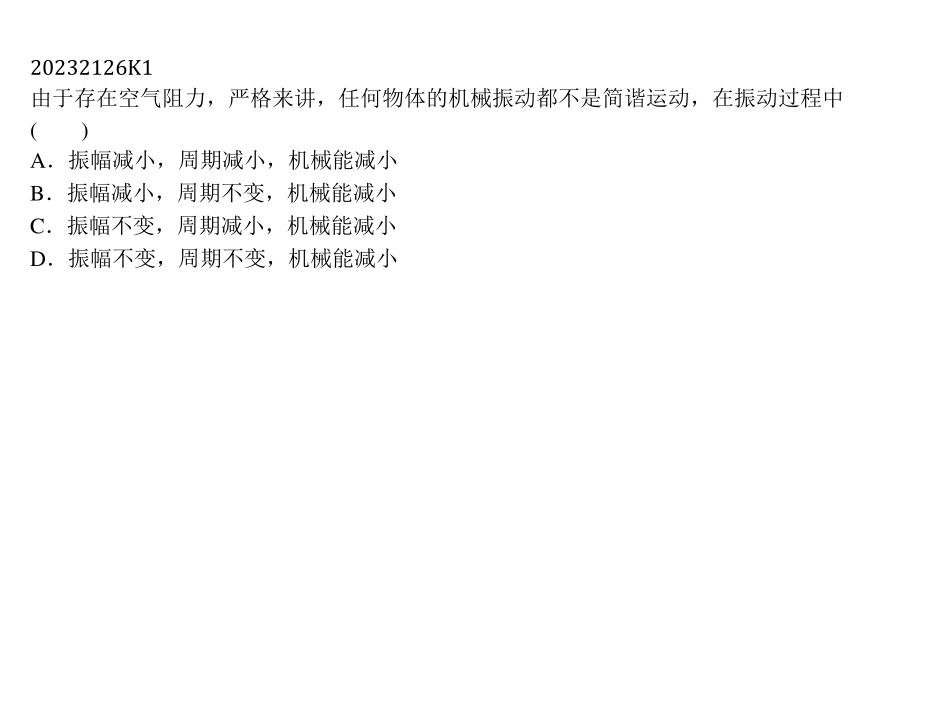 20232126K1
由于存在空气阻力，严格来讲，任何物体的机械振动都不是简谐运动，在振动过程中
(　　)
A．振幅减小，周期减小，机械能减小
B．振幅减小，周期不变，机械能减小
C．振幅不变，周期减小，机械能减小
D．振幅不变，周期不变，机械能减小